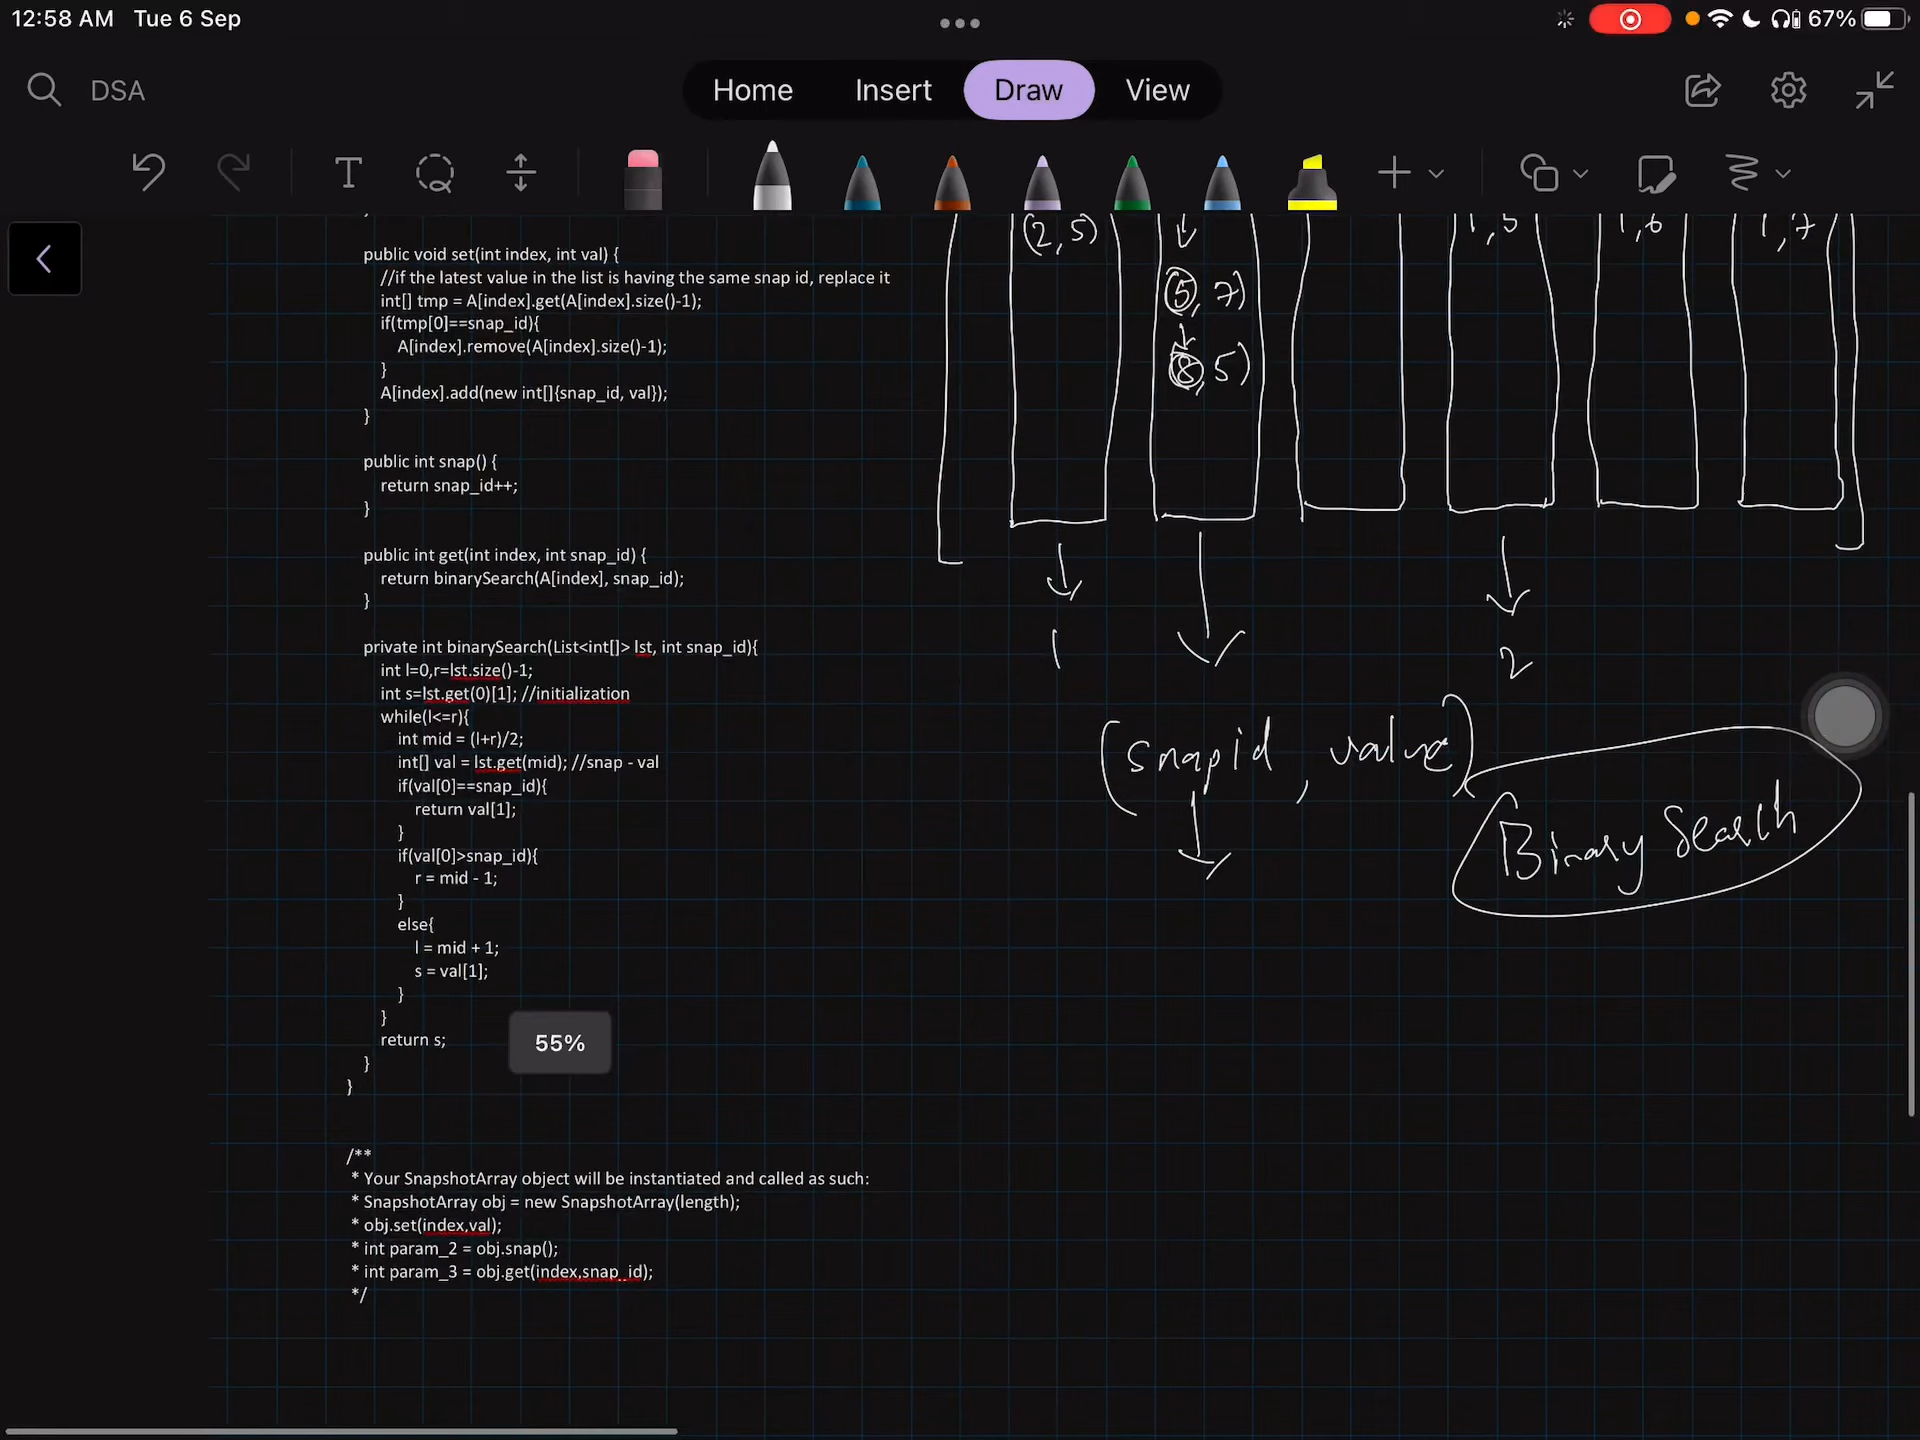 12:58 AM Tue 6 Sep
67%
DSA
Home Insert Draw View
T
}
public void set(int index, int val) {
//if the latest value in the list is having the same snap id, replace it
int[] tmp = A[index].get(A[index].size()-1);
if(tmp[0]==snap_id){
A[index].remove(A[index].size()-1);
}
A[index].add(new int[]{snap_id, val});
}
public int snap() {
return snap_id++;
}
public int get(int index, int snap_id) {
return binarySearch(A[index], snap_id);
}
private int binarySearch(List<int[]> lst, int snap_id){
int l=0,r=lst.size()-1;
int s=lst.get(0)[1]; //initialization
while(l<=r){
int mid = (l+r)/2;
int[] val = lst.get(mid); //snap - val
if(val[0]==snap_id){
return val[1];
}
if(val[0]>snap_id){
r = mid - 1;
}
else{
l = mid + 1;
s = val[1];
}
}
return s;
}
}
55%
/**
* Your SnapshotArray object will be instantiated and called as such:
* SnapshotArray obj = new SnapshotArray(length);
* obj.set(index,val);
* int param_2 = obj.snap();
* int param_3 = obj.get(index,snap_id);
*/
(2,5) 1,5 1,6 1,7
(5, 7)
(8, 5)
1
2
(snapid, value)
Binary Search